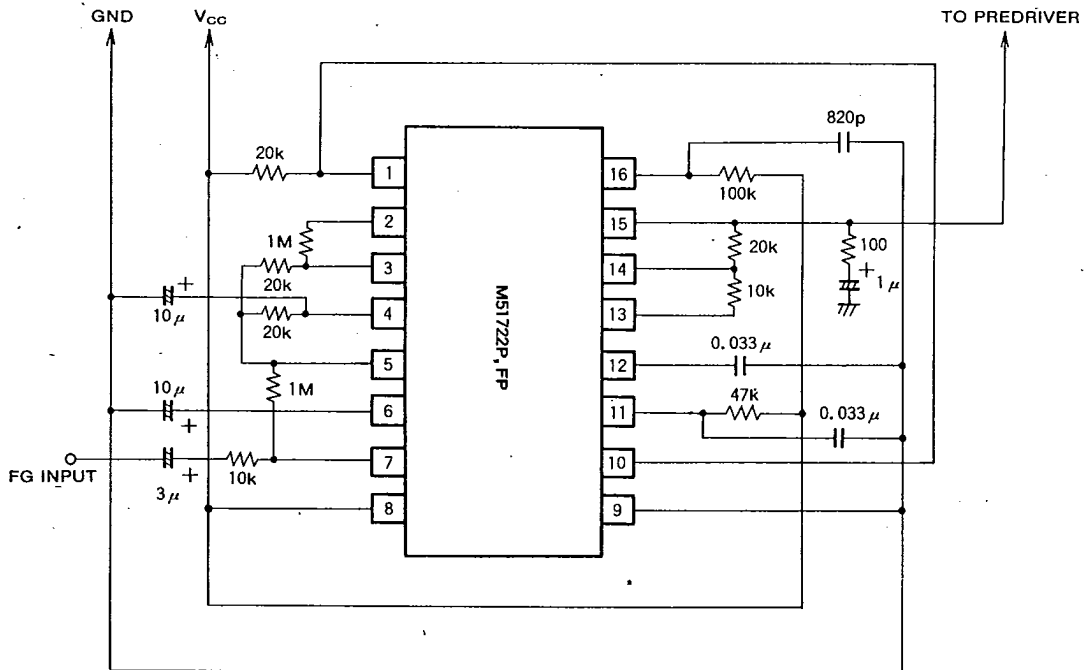 GND
Vcc
TO PREDRIVER
820p
20k
1
16
100k
2
15
1M
20k
100
3
14
20k
+
1μ
10k
10μ
+
4
13
20k
M51722P, FP
0.033μ
5
12
10μ
1M
47k
+
6
11
0.033μ
FG INPUT
+
3μ
10k
7
10
8
9